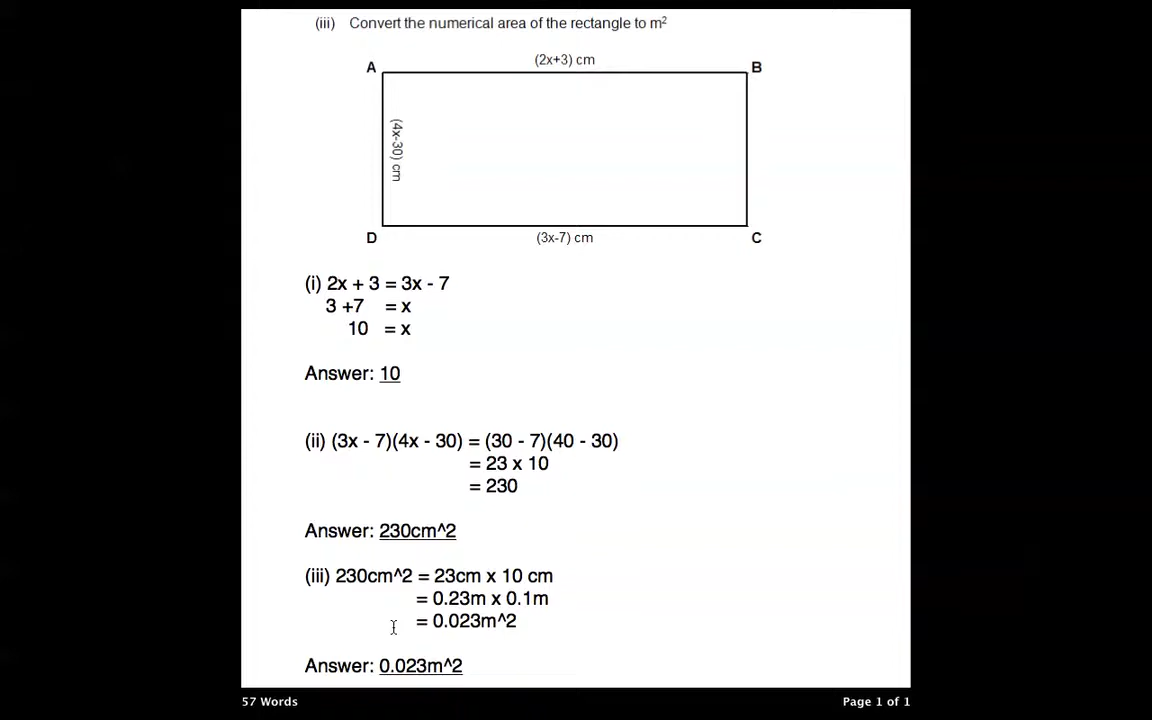 (iii) Convert the numerical area of the rectangle to m²
(2x+3) cm
A
B
(4x-30) cm
D
(3x-7) cm
C
(i) 2x + 3 = 3x - 7
3 +7 = x
10 = x
Answer: 10
(ii) (3x - 7)(4x - 30) = (30 - 7)(40 - 30)
= 23 x 10
= 230
Answer: 230cm^2
(iii) 230cm^2 = 23cm x 10 cm
= 0.23m x 0.1m
= 0.023m^2
Answer: 0.023m^2
57 Words
Page 1 of 1